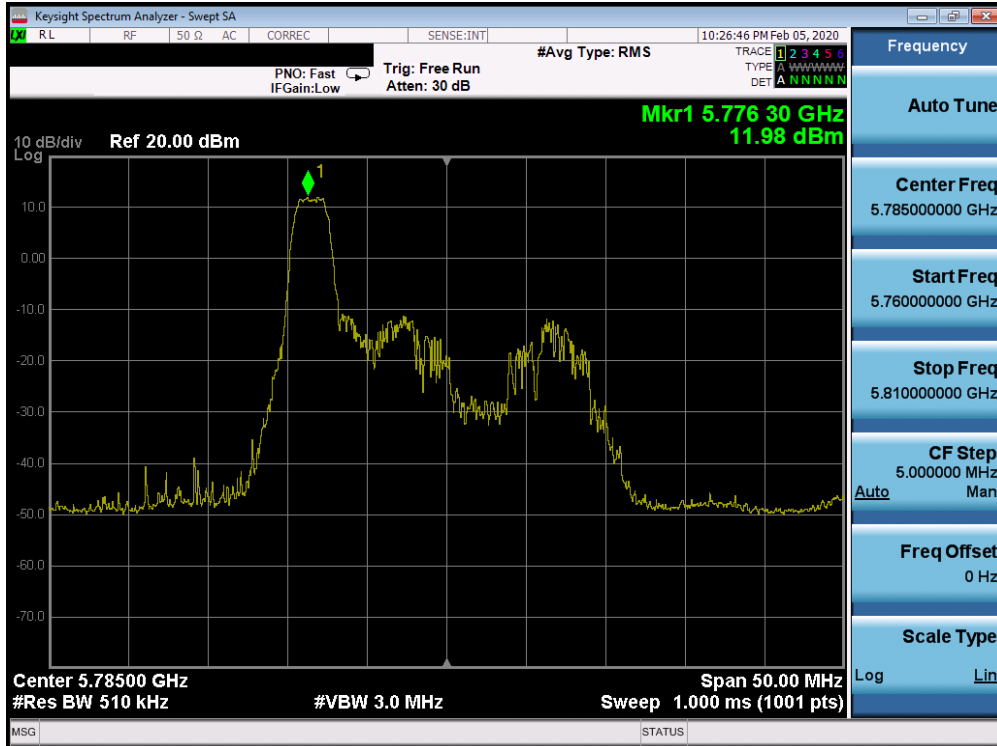 Keysight Spectrum Analyzer - Swept SA
LXI RL RF 50 Ω AC CORREC SENSE:INT 10:26:46 PM Feb 05, 2020
#Avg Type: RMS TRACE 1 2 3 4 5 6
PNO: Fast Trig: Free Run TYPE A WWWWW
IFGain:Low Atten: 30 dB DET A N N N N N
Mkr1 5.776 30 GHz
11.98 dBm
10 dB/div Ref 20.00 dBm
Log
1
10.0
0.00
-10.0
-20.0
-30.0
-40.0
-50.0
-60.0
-70.0
Center 5.78500 GHz Span 50.00 MHz
#Res BW 510 kHz #VBW 3.0 MHz Sweep 1.000 ms (1001 pts)
MSG STATUS
Frequency
Auto Tune
Center Freq
5.785000000 GHz
Start Freq
5.760000000 GHz
Stop Freq
5.810000000 GHz
CF Step
5.000000 MHz
Auto Man
Freq Offset
0 Hz
Scale Type
Log Lin